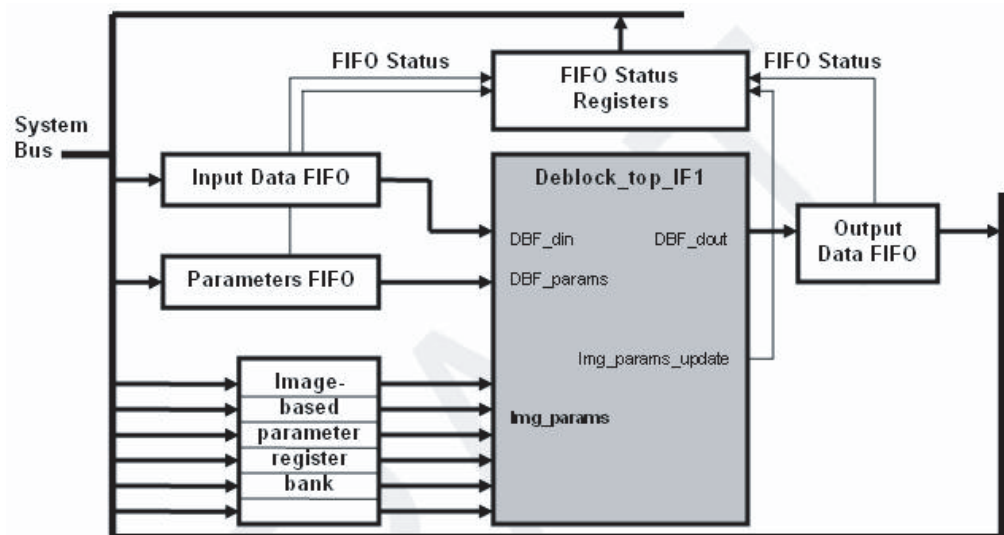 FIFO Status
FIFO Status
Registers
FIFO Status
System
Bus
Input Data FIFO
Parameters FIFO
Deblock_top_IF1
DBF_din
DBF_dout
DBF_params
Img_params_update
Img_params
Output
Data FIFO
Image-
based
parameter
register
bank